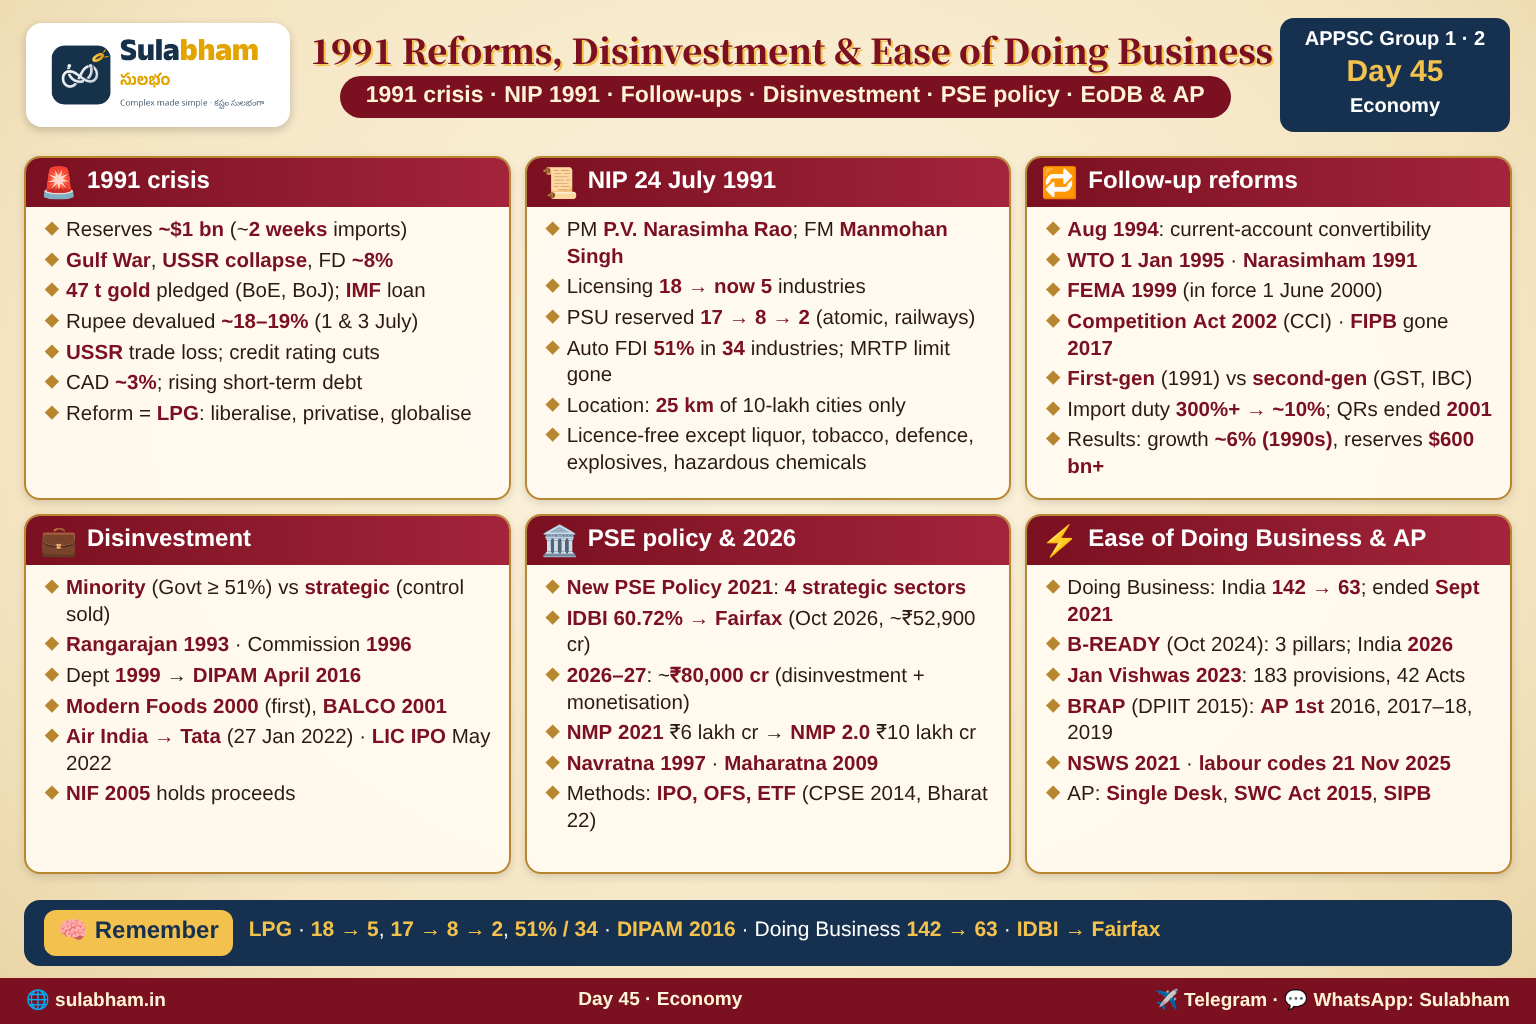 Sulabham
సులభం
Complex made simple · కష్టం సులభంగా
1991 Reforms, Disinvestment & Ease of Doing Business
1991 crisis · NIP 1991 · Follow-ups · Disinvestment · PSE policy · EoDB & AP
APPSC Group 1 · 2
Day 45
Economy
🚨 1991 crisis
◆ Reserves ~$1 bn (~2 weeks imports)
◆ Gulf War, USSR collapse, FD ~8%
◆ 47 t gold pledged (BoE, BoJ); IMF loan
◆ Rupee devalued ~18–19% (1 & 3 July)
◆ USSR trade loss; credit rating cuts
◆ CAD ~3%; rising short-term debt
◆ Reform = LPG: liberalise, privatise, globalise
📜 NIP 24 July 1991
◆ PM P.V. Narasimha Rao; FM Manmohan
Singh
◆ Licensing 18 → now 5 industries
◆ PSU reserved 17 → 8 → 2 (atomic, railways)
◆ Auto FDI 51% in 34 industries; MRTP limit
gone
◆ Location: 25 km of 10-lakh cities only
◆ Licence-free except liquor, tobacco, defence,
explosives, hazardous chemicals
🔁 Follow-up reforms
◆ Aug 1994: current-account convertibility
◆ WTO 1 Jan 1995 · Narasimham 1991
◆ FEMA 1999 (in force 1 June 2000)
◆ Competition Act 2002 (CCI) · FIPB gone
2017
◆ First-gen (1991) vs second-gen (GST, IBC)
◆ Import duty 300%+ → ~10%; QRs ended 2001
◆ Results: growth ~6% (1990s), reserves $600
bn+
💼 Disinvestment
◆ Minority (Govt ≥ 51%) vs strategic (control
sold)
◆ Rangarajan 1993 · Commission 1996
◆ Dept 1999 → DIPAM April 2016
◆ Modern Foods 2000 (first), BALCO 2001
◆ Air India → Tata (27 Jan 2022) · LIC IPO May
2022
◆ NIF 2005 holds proceeds
🏛️ PSE policy & 2026
◆ New PSE Policy 2021: 4 strategic sectors
◆ IDBI 60.72% → Fairfax (Oct 2026, ~₹52,900
cr)
◆ 2026–27: ~₹80,000 cr (disinvestment +
monetisation)
◆ NMP 2021 ₹6 lakh cr → NMP 2.0 ₹10 lakh cr
◆ Navratna 1997 · Maharatna 2009
◆ Methods: IPO, OFS, ETF (CPSE 2014, Bharat
22)
⚡ Ease of Doing Business & AP
◆ Doing Business: India 142 → 63; ended Sept
2021
◆ B-READY (Oct 2024): 3 pillars; India 2026
◆ Jan Vishwas 2023: 183 provisions, 42 Acts
◆ BRAP (DPIIT 2015): AP 1st 2016, 2017–18,
2019
◆ NSWS 2021 · labour codes 21 Nov 2025
◆ AP: Single Desk, SWC Act 2015, SIPB
🧠 Remember LPG · 18 → 5, 17 → 8 → 2, 51% / 34 · DIPAM 2016 · Doing Business 142 → 63 · IDBI → Fairfax
🌐 sulabham.in
Day 45 · Economy
✈️ Telegram · 💬 WhatsApp: Sulabham